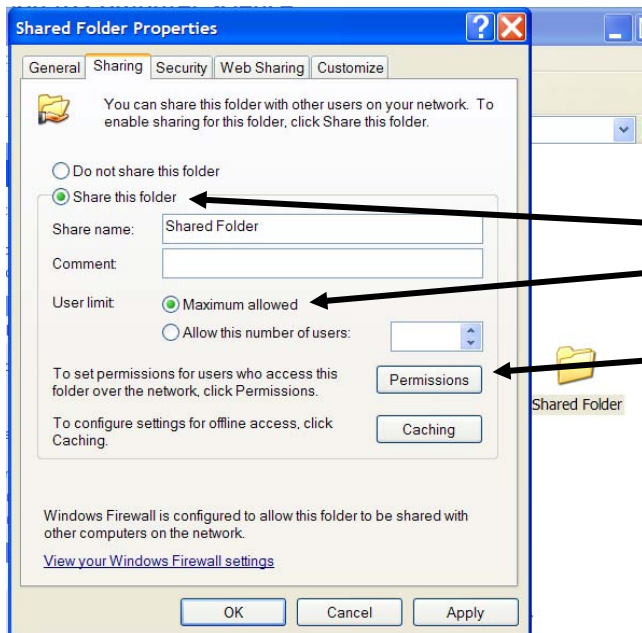 Shared Folder Properties
General Sharing Security Web Sharing Customize
You can share this folder with other users on your network. To
enable sharing for this folder, click Share this folder.
Do not share this folder
Share this folder
Share name: Shared Folder
Comment:
User limit: Maximum allowed
Allow this number of users:
To set permissions for users who access this
folder over the network, click Permissions.
Permissions
To configure settings for offline access, click
Caching.
Caching
Windows Firewall is configured to allow this folder to be shared with
other computers on the network.
View your Windows Firewall settings
OK Cancel Apply
Shared Folder